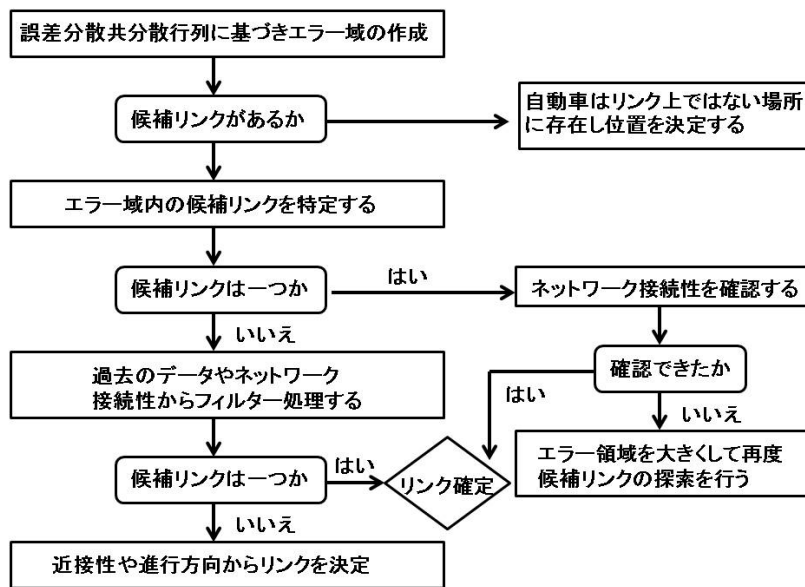 誤差分散共分散行列に基づきエラー域の作成
候補リンクがあるか
自動車はリンク上ではない場所
に存在し位置を決定する
エラー域内の候補リンクを特定する
候補リンクは一つか
はい
ネットワーク接続性を確認する
いいえ
過去のデータやネットワーク
接続性からフィルター処理する
確認できたか
はい
いいえ
候補リンクは一つか
はい
リンク確定
エラー領域を大きくして再度
候補リンクの探索を行う
いいえ
近接性や進行方向からリンクを決定